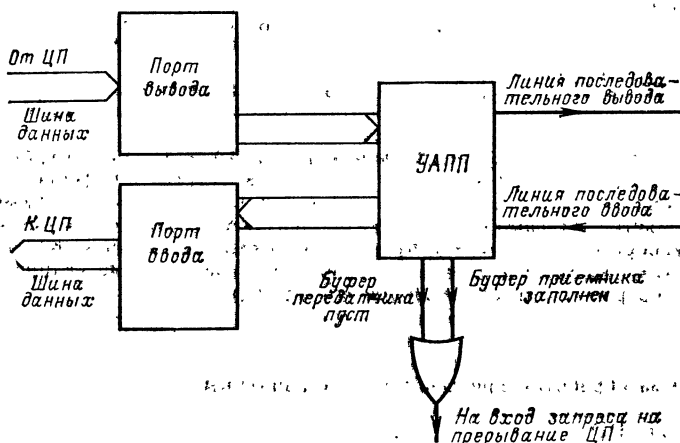 От ЦП
Шина
данных
Порт
вывода
УАПП
Линия последова-
тельного вывода
К ЦП
Шина
данных
Порт
ввода
Линия последова-
тельного ввода
Буфер
передатчика
пуст
Буфер приемника
заполнен
На вход запроса на
прерывание ЦП